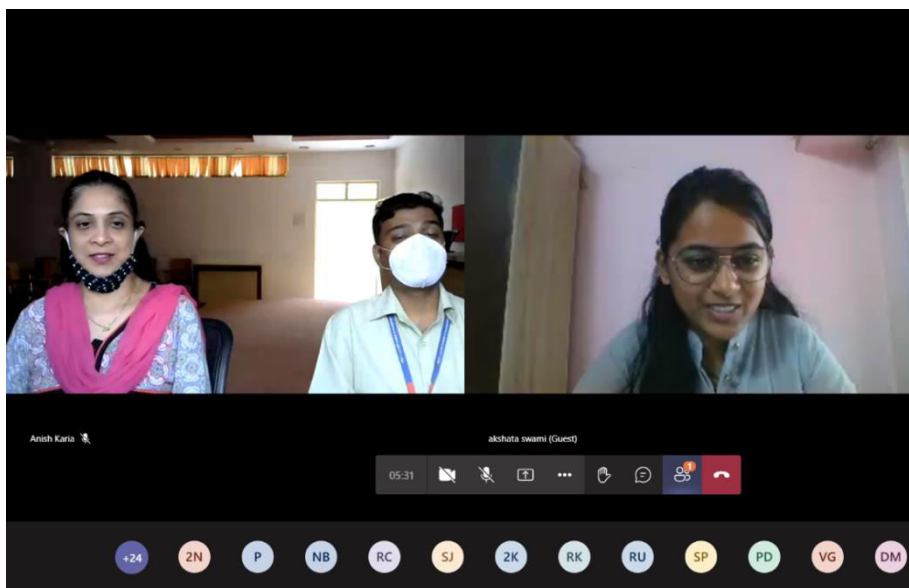 Anish Karia
akshata swami (Guest)
05:31
1
+24 2N P NB RC SJ 2K RK RU SP PD VG DM